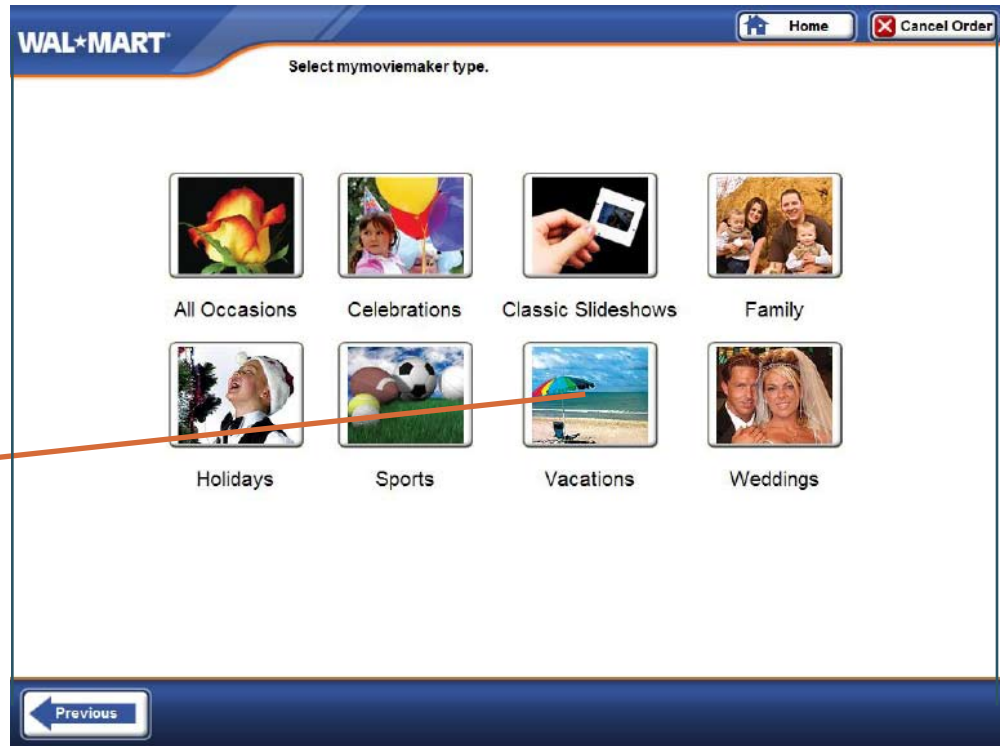 WAL★MART
Home
Cancel Order
Select mymoviemaker type.
All Occasions
Celebrations
Classic Slideshows
Family
Holidays
Sports
Vacations
Weddings
Previous